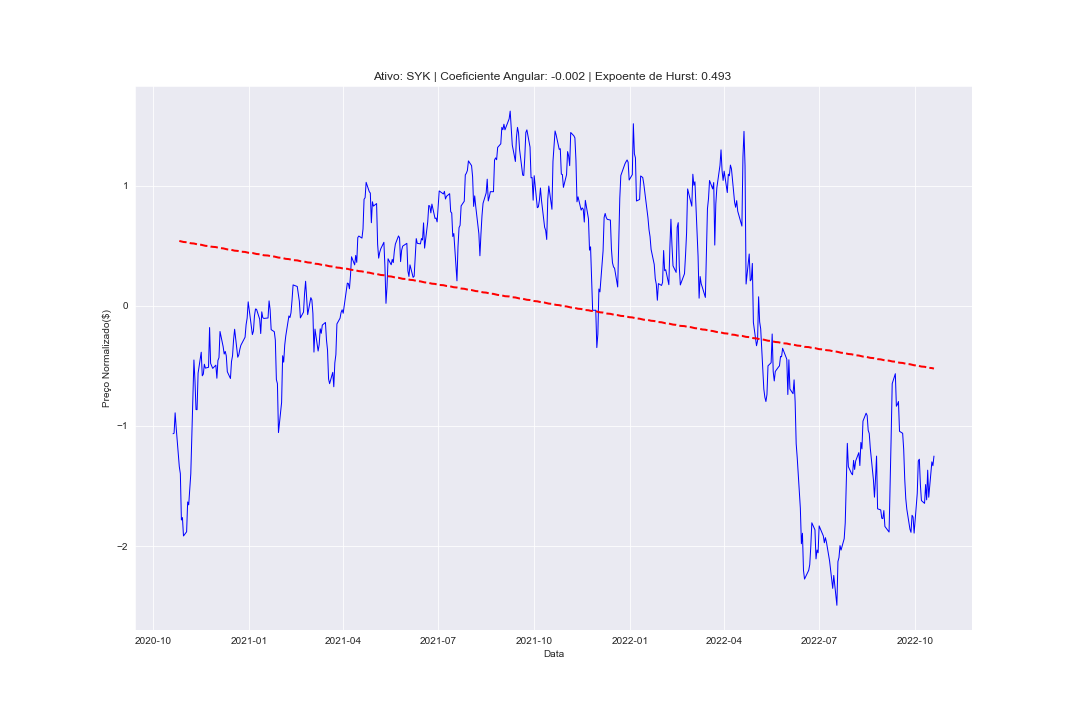 Ativo: SYK | Coeficiente Angular: -0.002 | Expoente de Hurst: 0.493
Preço Normalizado($)
1
0
−1
−2
2020-10 2021-01 2021-04 2021-07 2021-10 2022-01 2022-04 2022-07 2022-10
Data